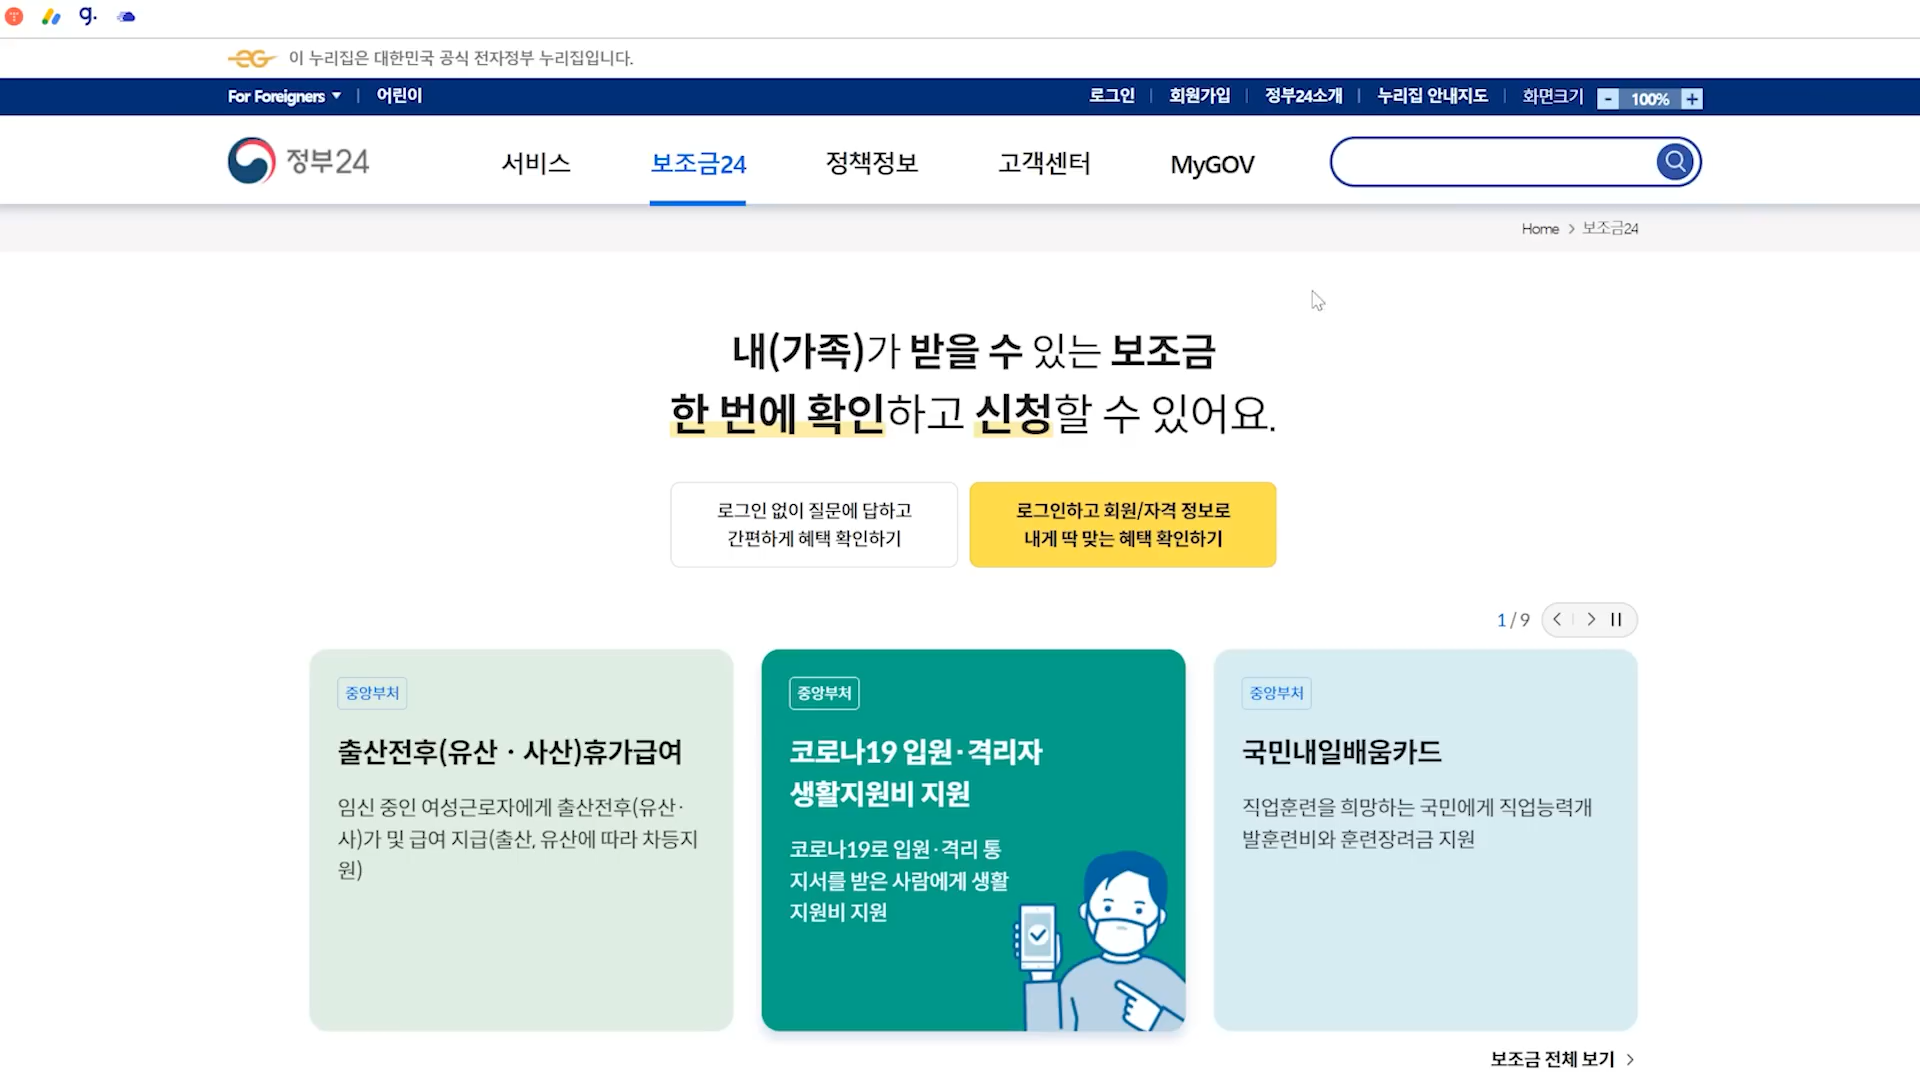 g.
eG 이 누리집은 대한민국 공식 전자정부 누리집입니다.
For Foreigners 어린이 로그인 회원가입 정부24소개 누리집 안내지도 화면크기 - 100% +
정부24 서비스 보조금24 정책정보 고객센터 MyGOV
Home > 보조금24
내(가족)가 받을 수 있는 보조금
한 번에 확인하고 신청할 수 있어요.
로그인 없이 질문에 답하고
간편하게 혜택 확인하기
로그인하고 회원/자격 정보로
내게 딱 맞는 혜택 확인하기
1/9
중앙부처
출산전후(유산·사산)휴가급여
임신 중인 여성근로자에게 출산전후(유산·
사)가 및 급여 지급(출산, 유산에 따라 차등지
원)
중앙부처
코로나19 입원·격리자
생활지원비 지원
코로나19로 입원·격리 통
지서를 받은 사람에게 생활
지원비 지원
중앙부처
국민내일배움카드
직업훈련을 희망하는 국민에게 직업능력개
발훈련비와 훈련장려금 지원
보조금 전체 보기 >